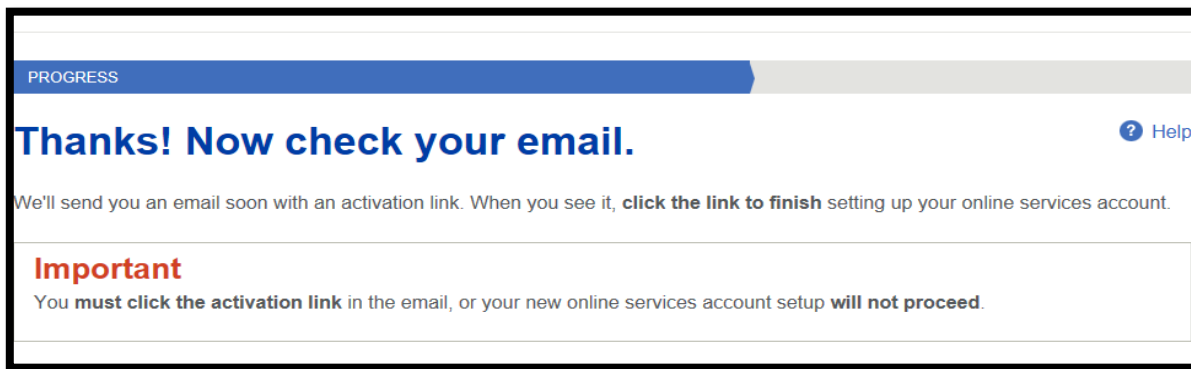 PROGRESS
Thanks! Now check your email.
Help
We'll send you an email soon with an activation link. When you see it, click the link to finish setting up your online services account.
Important
You must click the activation link in the email, or your new online services account setup will not proceed.